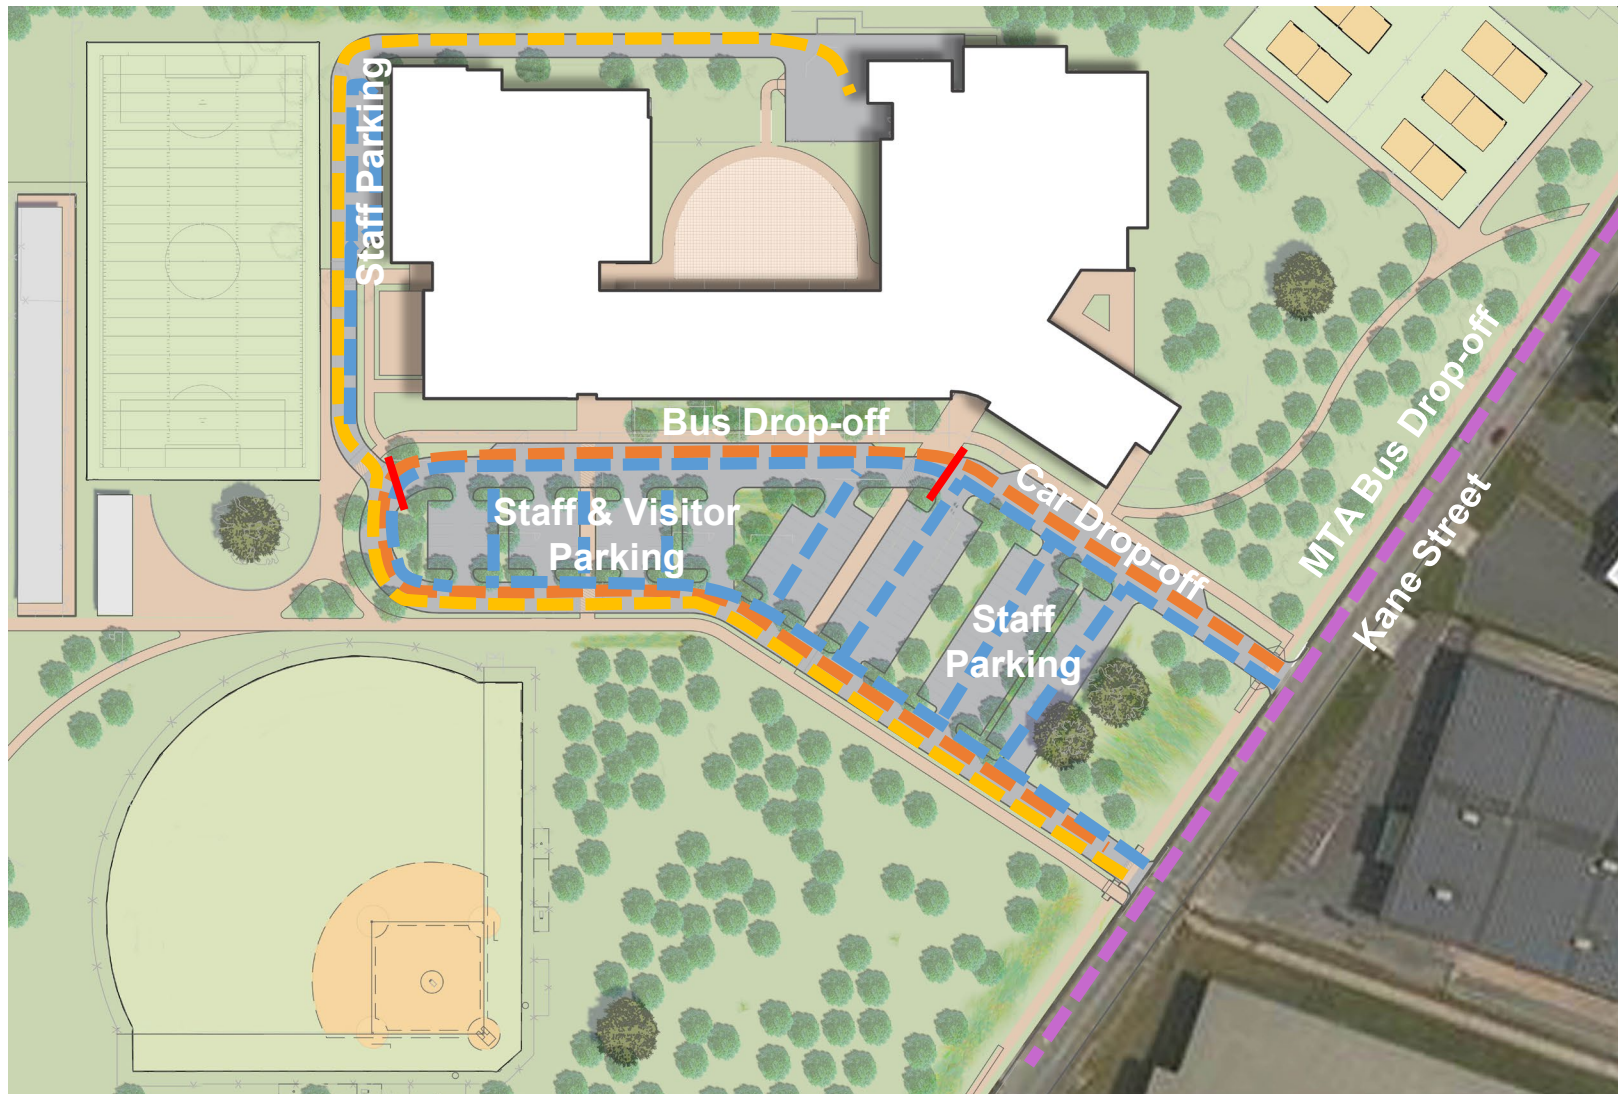 Staff Parking
Bus Drop-off
Car Drop-off
MTA Bus Drop-off
Kane Street
Staff & Visitor
Parking
Staff
Parking